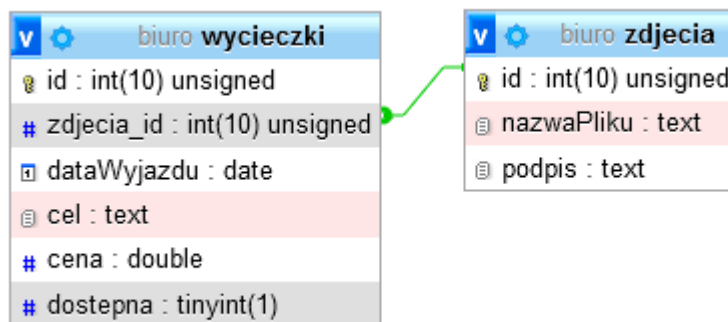 v biuro wycieczki
id : int(10) unsigned
# zdjecia_id : int(10) unsigned
dataWyjazdu : date
cel : text
# cena : double
# dostepna : tinyint(1)
v biuro zdjecia
id : int(10) unsigned
nazwaPliku : text
podpis : text